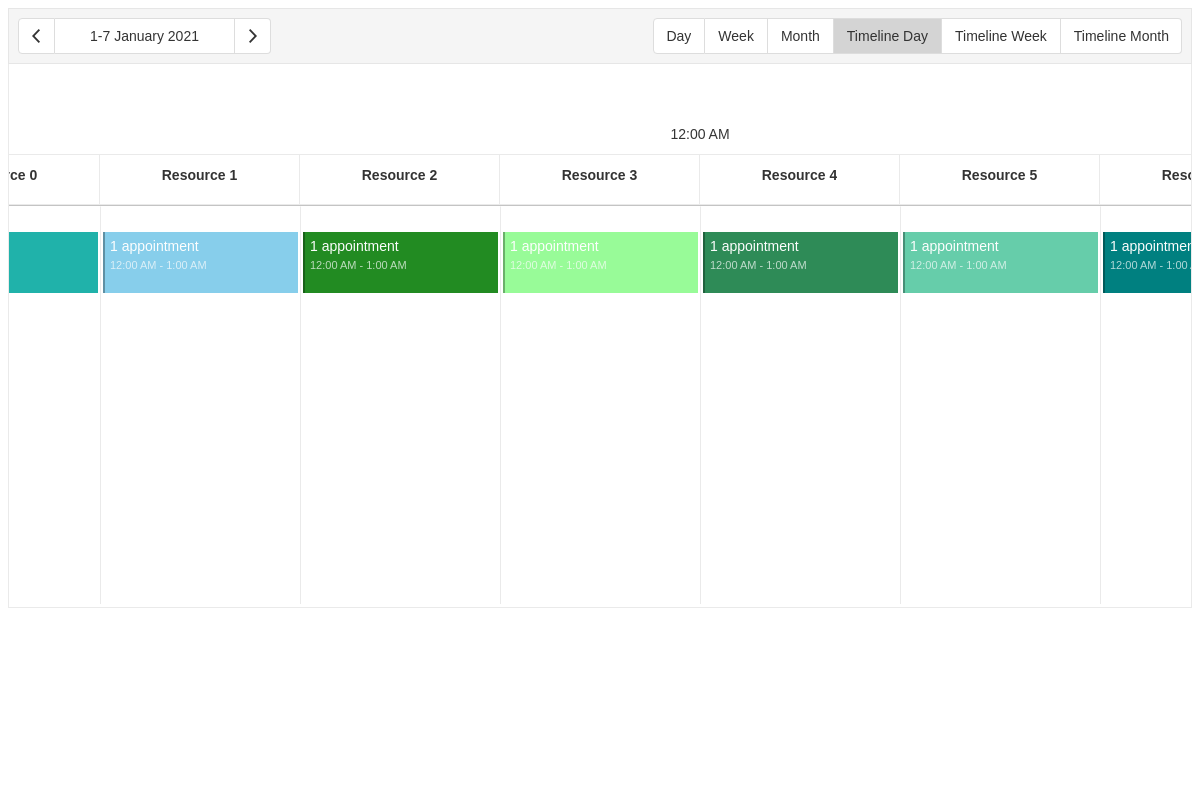 1-7 January 2021
Day Week Month Timeline Day Timeline Week Timeline Month
12:00 AM
0 Resource 1 Resource 2 Resource 3 Resource 4 Resource 5
1 appointment 1 appointment 1 appointment 1 appointment 1 appointment 1
12:00 AM - 1:00 AM 12:00 AM - 1:00 AM 12:00 AM - 1:00 AM 12:00 AM - 1:00 AM 12:00 AM - 1:00 AM 12:00 AM - 1:00